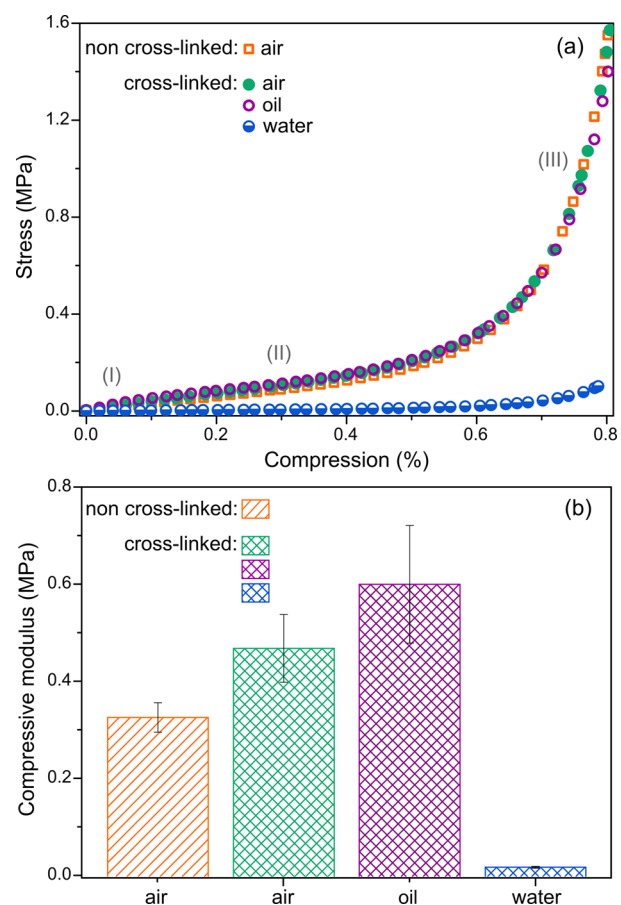 (a)
non cross-linked: air
cross-linked: air
oil
water
(I)
(II)
(III)
Stress (MPa)
1.6
1.2
0.8
0.4
0.0
0.0 0.2 0.4 0.6 0.8
Compression (%)
(b)
non cross-linked:
cross-linked:
Compressive modulus (MPa)
0.8
0.6
0.4
0.2
0.0
air air oil water